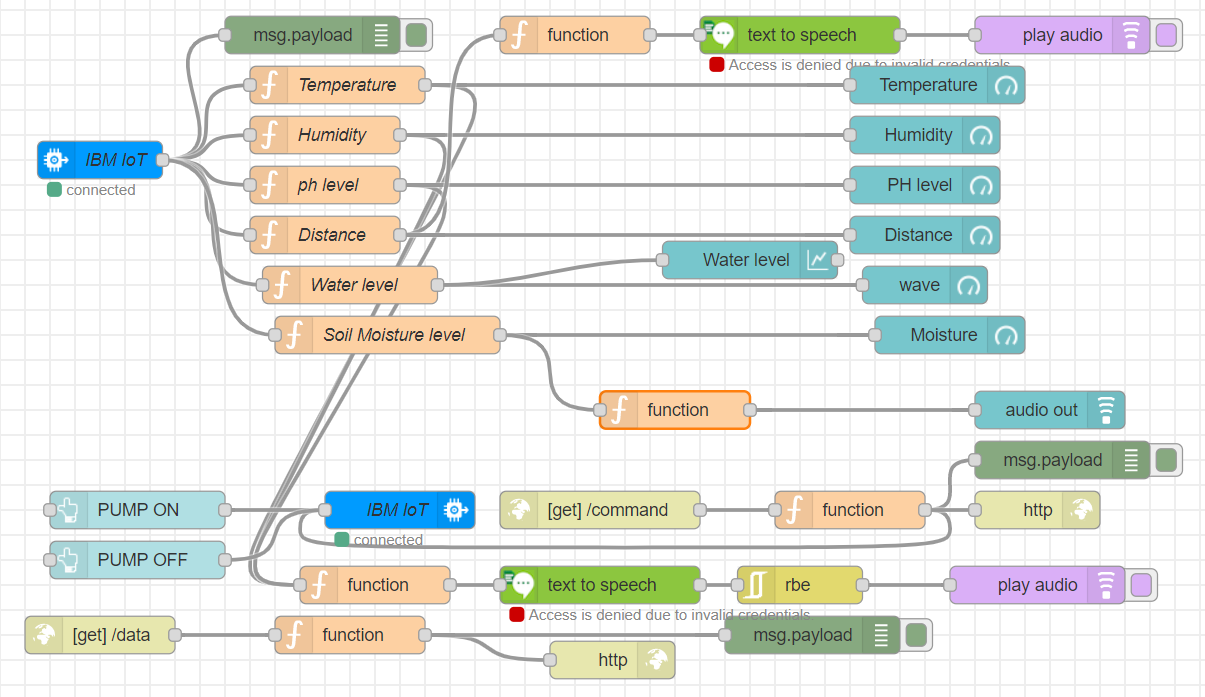 msg.payload
function
text to speech
play audio
Access is denied due to invalid credentials
Temperature
Temperature
Humidity
Humidity
IBM IoT
connected
ph level
PH level
Distance
Distance
Water level
Water level
wave
Soil Moisture level
Moisture
function
audio out
msg.payload
PUMP ON
IBM IoT
[get] /command
function
http
connected
PUMP OFF
function
text to speech
rbe
play audio
Access is denied due to invalid credentials
[get] /data
function
msg.payload
http